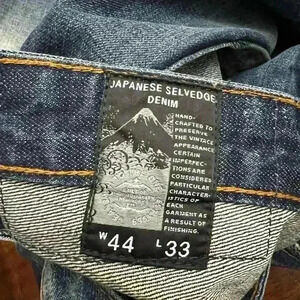 JAPANESE SELVEDGE
DENIM
HAND-
CRAFTED TO
PRESERVE
THE VINTAGE
APPEARANCE
CERTAIN
IMPERFEC-
TIONS ARE
CONSIDERED
PARTICULAR
CHARACTER-
ISTICS OF
EACH
GARMENT AS
A RESULT OF
FINISHING.
W 44 L 33